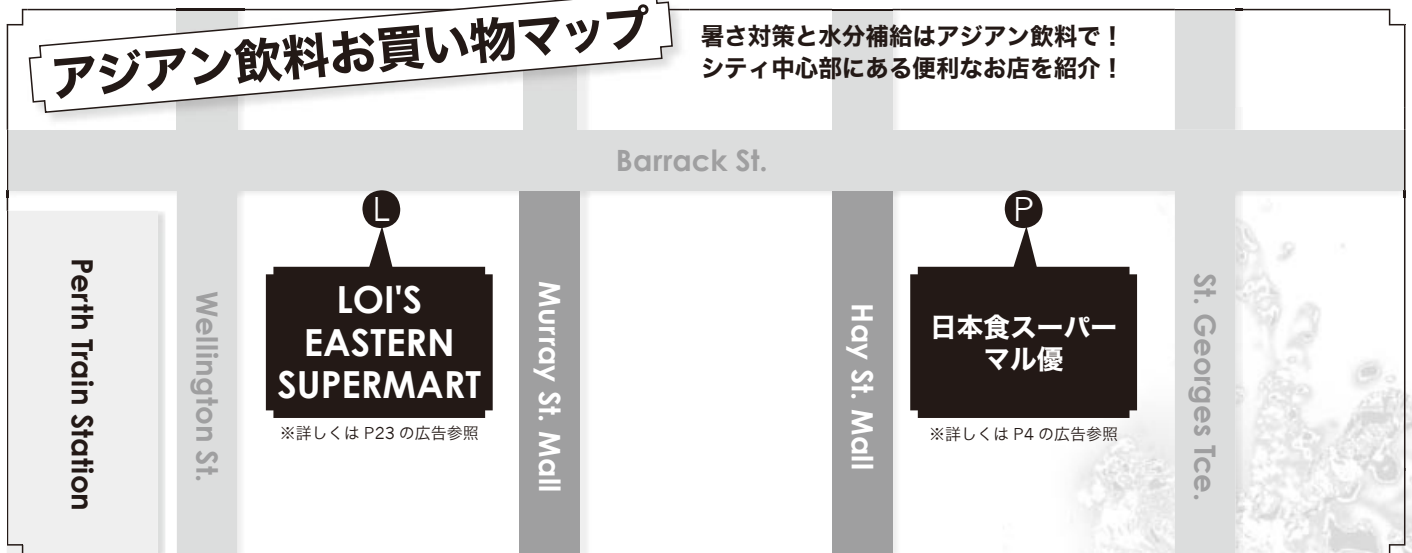 アジアン飲料お買い物マップ
暑さ対策と水分補給はアジアン飲料で！
シティ中心部にある便利なお店を紹介！
Barrack St.
L
P
Perth Train Station
Wellington St.
LOI'S
EASTERN
SUPERMART
※詳しくは P23 の広告参照
Murray St. Mall
Hay St. Mall
日本食スーパー
マル優
※詳しくは P4 の広告参照
St. Georges Tce.